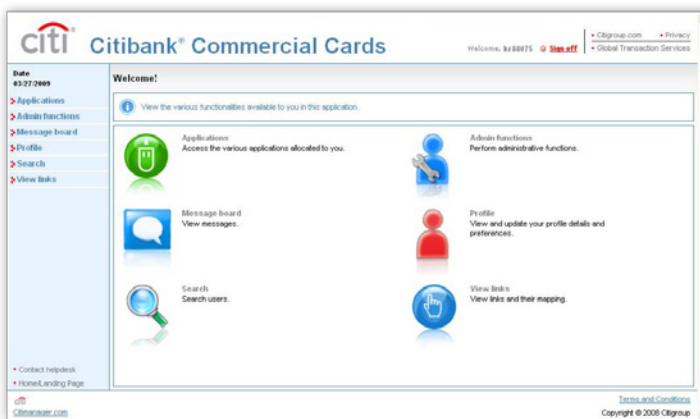 citi
Citibank® Commercial Cards
Welcome, hr88075 Sign off
• Citigroup.com • Privacy
• Global Transaction Services
Date
03/27/2009
Applications
Admin functions
Message board
Profile
Search
View links
• Contact helpdesk
• Home/Landing Page
Welcome!
View the various functionalities available to you in this application.
Applications
Access the various applications allocated to you.
Admin functions
Perform administrative functions.
Message board
View messages.
Profile
View and update your profile details and
preferences.
Search
Search users.
View links
View links and their mapping.
citi
Citimanager.com
Terms and Conditions
Copyright © 2008 Citigroup